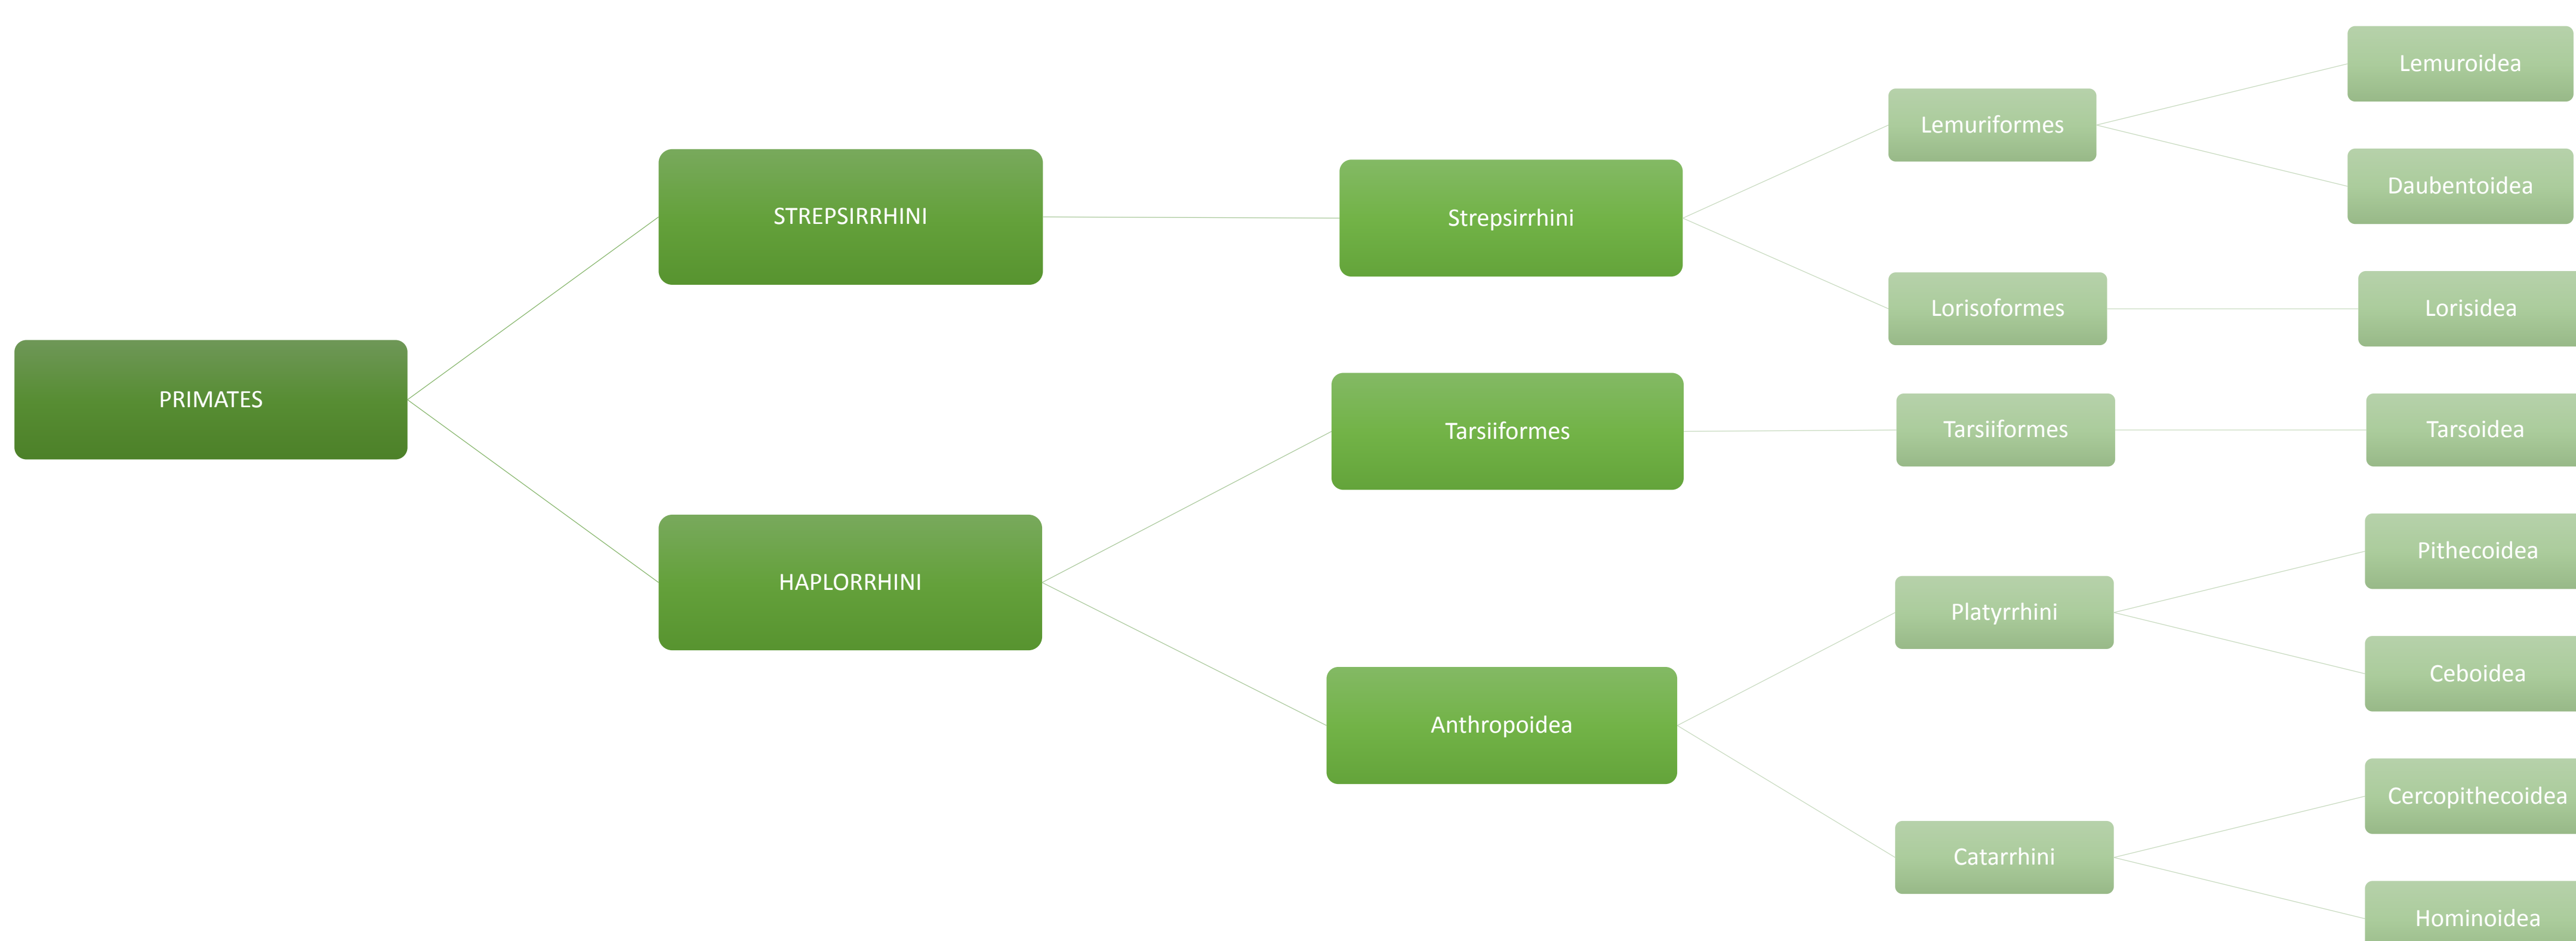 PRIMATES
STREPSIRRHINI
HAPLORRHINI
Strepsirrhini
Tarsiiformes
Anthropoidea
Lemuriformes
Lorisoformes
Tarsiiformes
Platyrrhini
Catarrhini
Lemuroidea
Daubentoidea
Lorisidea
Tarsoidea
Pithecoidea
Ceboidea
Cercopithecoidea
Hominoidea